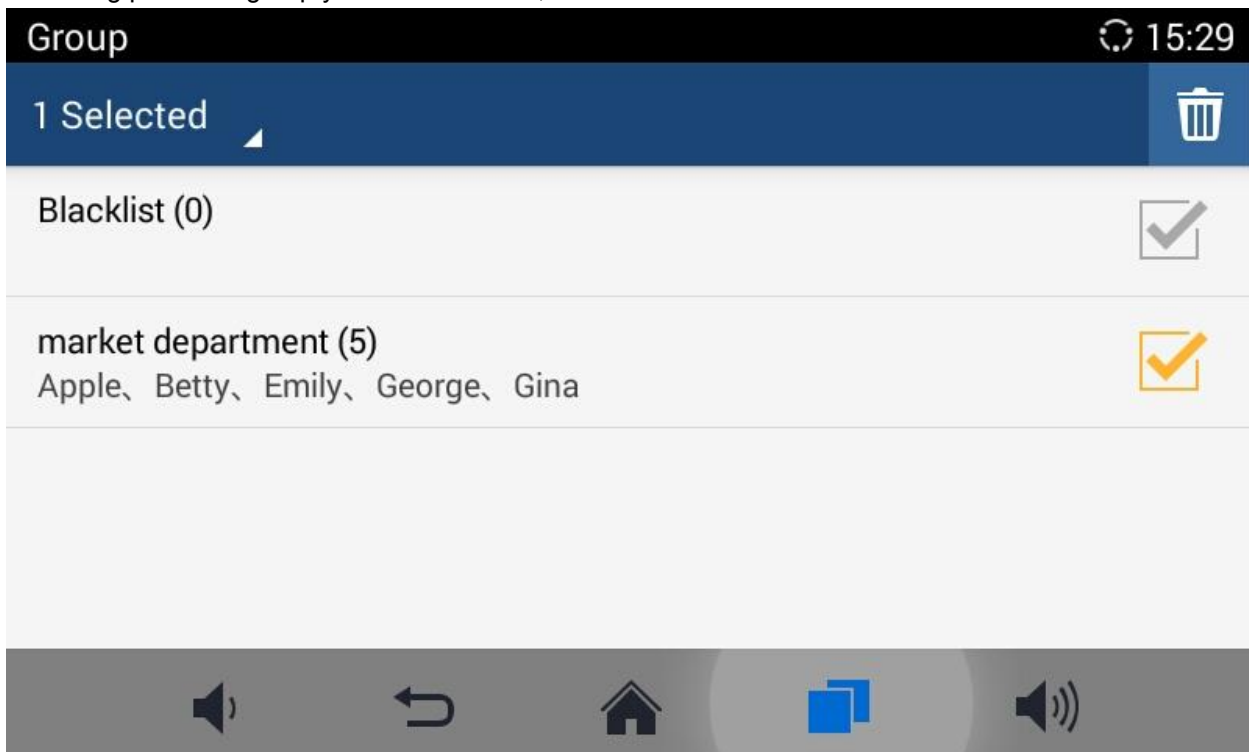 Group
15:29
1 Selected
Blacklist (0)
market department (5)
Apple、Betty、Emily、George、Gina